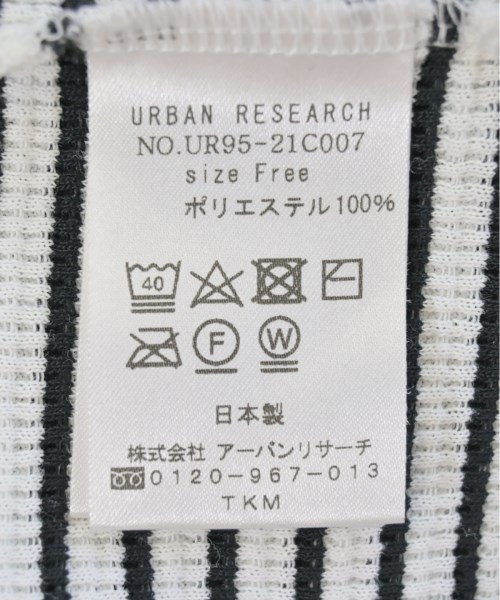 URBAN RESEARCH
NO.UR95-21C007
size Free
ポリエステル100%
40
F W
日本製
株式会社 アーバンリサーチ
0120-967-013
TKM